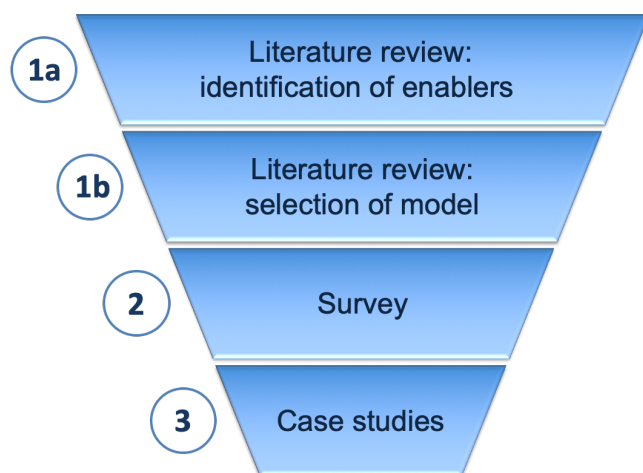 1a
Literature review:
identification of enablers
1b
Literature review:
selection of model
2
Survey
3
Case studies